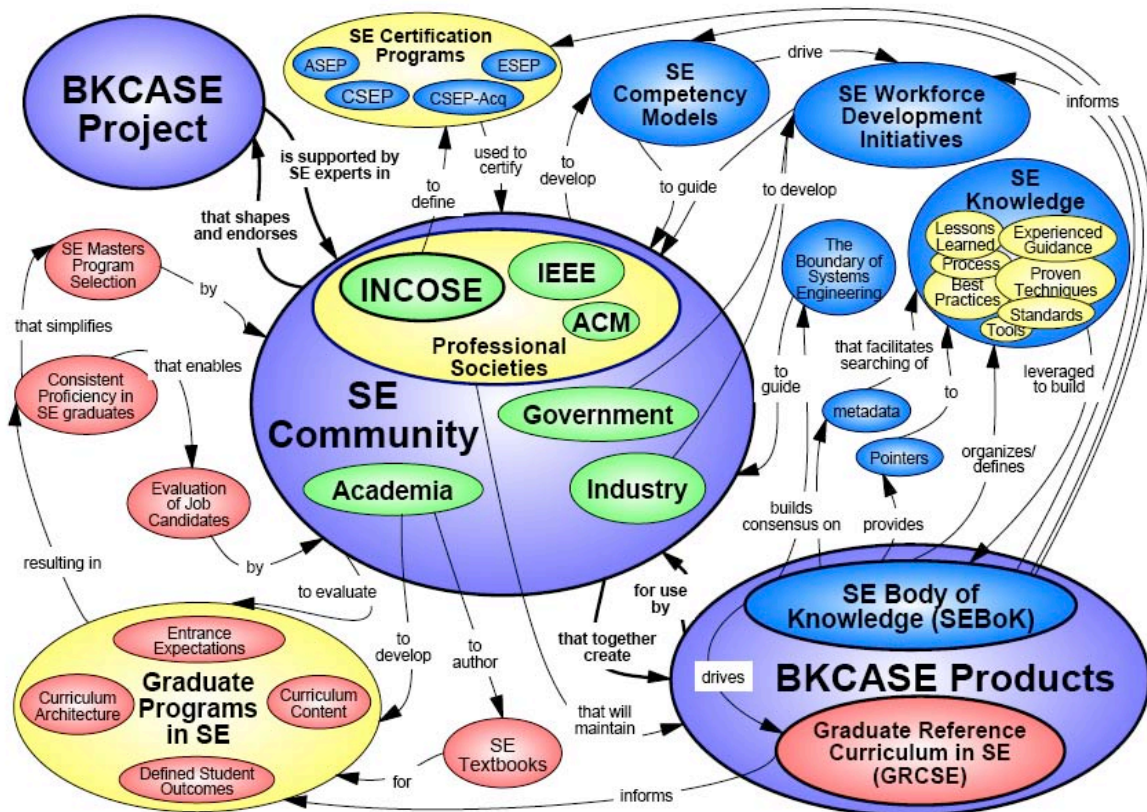 BKCASE
Project
SE Certification
Programs
ASEP
ESEP
CSEP
CSEP-Acq
SE
Competency
Models
drive
SE Workforce
Development
Initiatives
informs
is supported by
SE experts in
that shapes
and endorses
to
define
used to
certify
to
develop
to guide
to develop
SE
Knowledge
Lessons
Learned
Experienced
Guidance
Process
Best
Practices
Proven
Techniques
Standards
Tools
SE Masters
Program
Selection
by
that simplifies
Consistent
Proficiency in
SE graduates
that enables
Evaluation
of Job
Candidates
by
resulting in
INCOSE
IEEE
ACM
Professional
Societies
SE
Community
Government
Academia
Industry
The
Boundary of
Systems
Engineering
to
guide
that facilitates
searching of
metadata
to
Pointers
leveraged
to build
organizes/
defines
builds
consensus on
provides
to evaluate
to
develop
to
author
that together
create
for use
by
that will
maintain
Entrance
Expectations
Curriculum
Architecture
Graduate
Programs
in SE
Curriculum
Content
Defined Student
Outcomes
SE
Textbooks
for
informs
SE Body of
Knowledge (SEBoK)
BKCASE Products
drives
Graduate Reference
Curriculum in SE
(GRCSE)